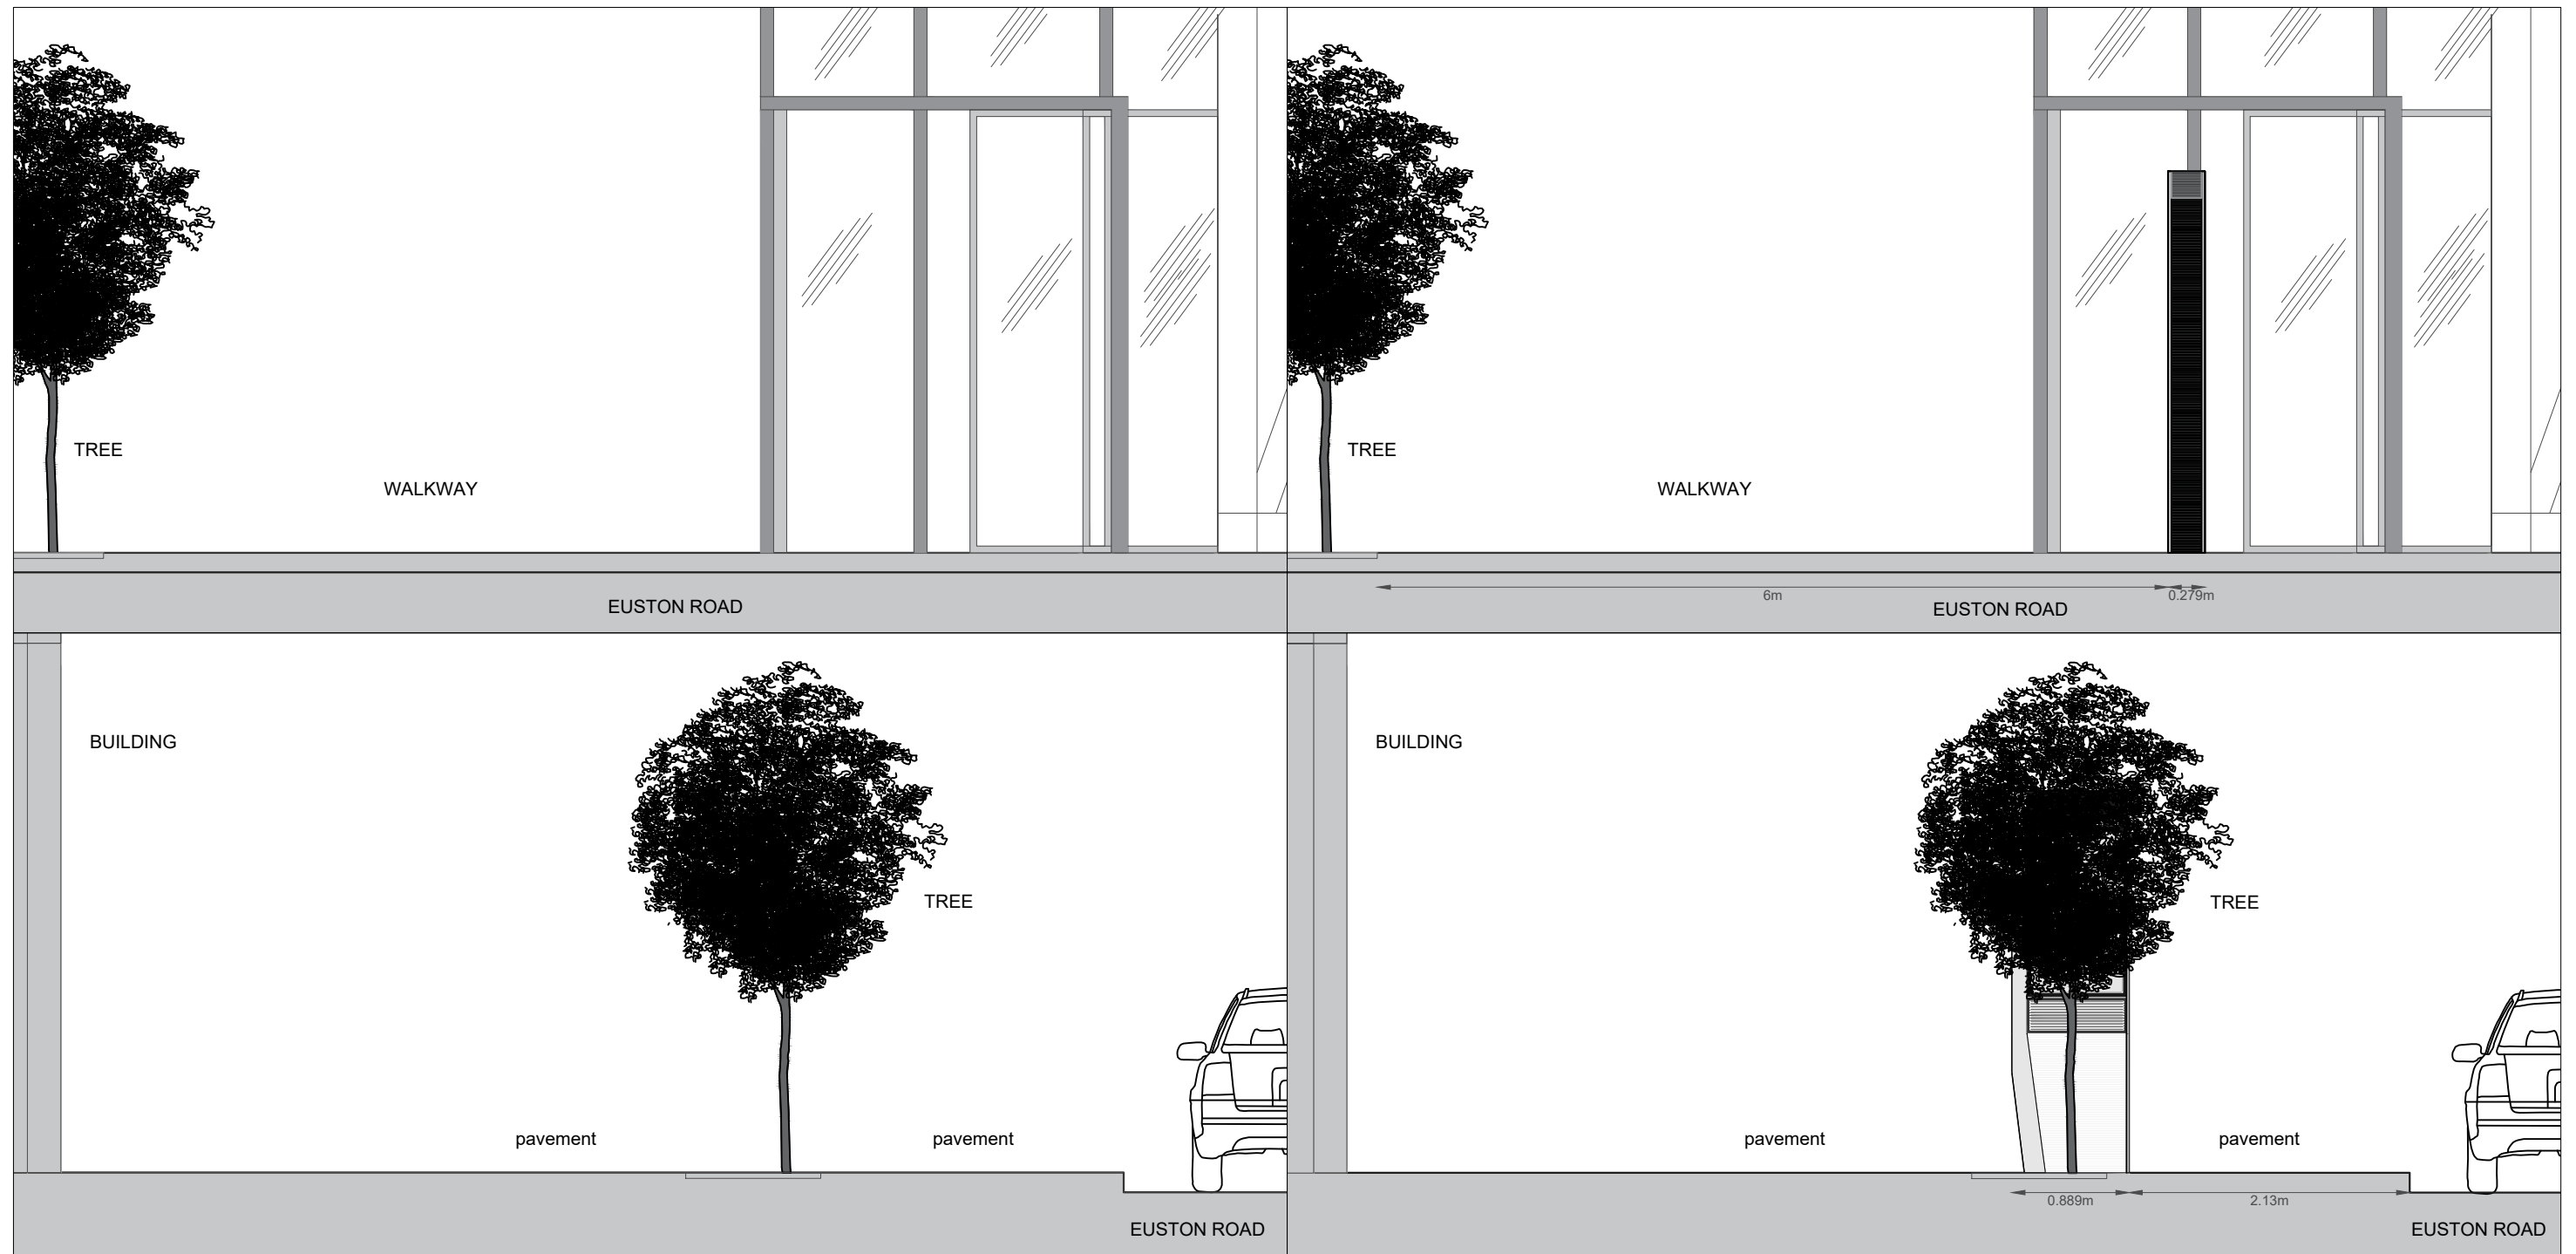 TREE
WALKWAY
EUSTON ROAD
TREE
WALKWAY
6m
0.279m
EUSTON ROAD
BUILDING
TREE
pavement
pavement
EUSTON ROAD
BUILDING
TREE
pavement
pavement
0.889m
2.13m
EUSTON ROAD